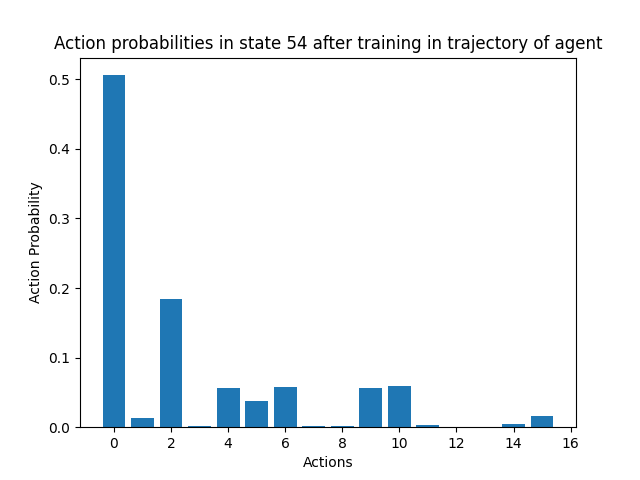 Action probabilities in state 54 after training in trajectory of agent
0.5
0.4
0.3
0.2
0.1
0.0
Action Probability
0 2 4 6 8 10 12 14 16
Actions